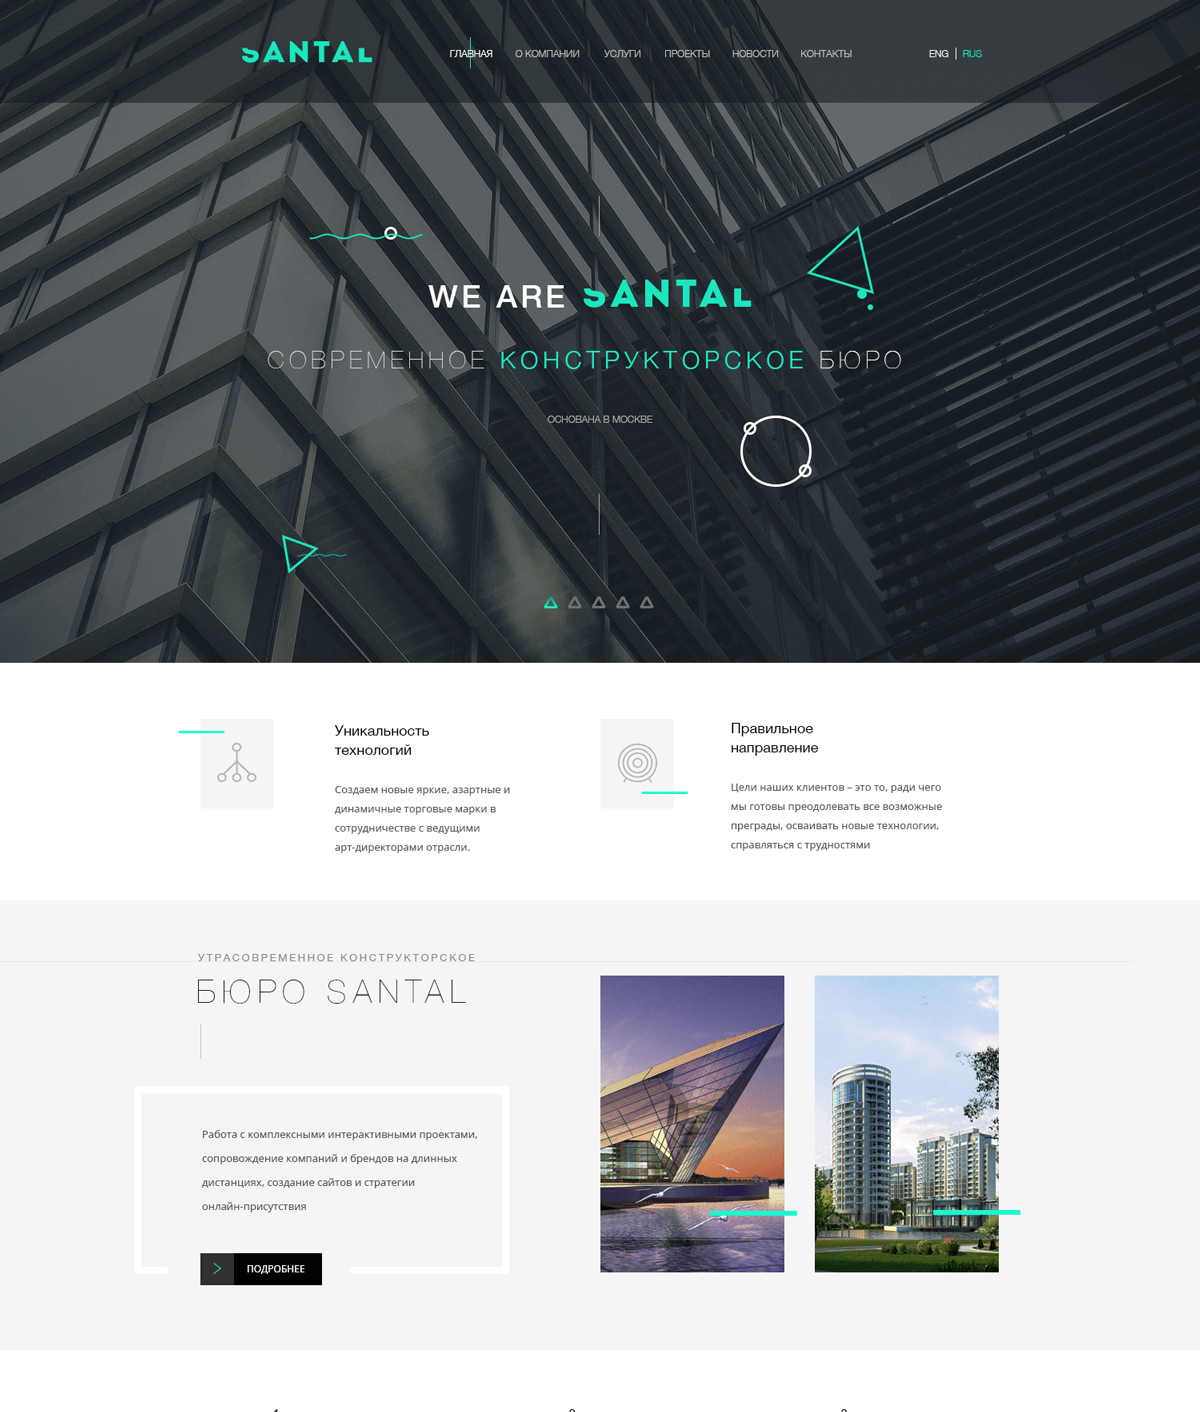 SANTAL
ГЛАВНАЯ О КОМПАНИИ УСЛУГИ ПРОЕКТЫ НОВОСТИ КОНТАКТЫ
ENG | RUS
WE ARE SANTAL
СОВРЕМЕННОЕ КОНСТРУКТОРСКОЕ БЮРО
ОСНОВАНА В МОСКВЕ
Уникальность
технологий
Создаем новые яркие, азартные и
динамичные торговые марки в
сотрудничестве с ведущими
арт-директорами отрасли.
Правильное
направление
Цели наших клиентов – это то, ради чего
мы готовы преодолевать все возможные
преграды, осваивать новые технологии,
справляться с трудностями
УТРАСОВРЕМЕННОЕ КОНСТРУКТОРСКОЕ
БЮРО SANTAL
Работа с комплексными интерактивными проектами,
сопровождение компаний и брендов на длинных
дистанциях, создание сайтов и стратегии
онлайн-присутствия
ПОДРОБНЕЕ